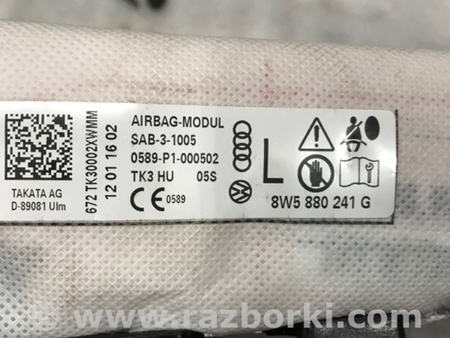 TAKATA AG
D-89081 Ulm
672 TK30002XWMM
12 01 16 02
AIRBAG-MODUL
SAB-3-1005
0589-P1-000502
TK3 HU 05S
CE 0589
L
8W5 880 241 G
www.razborki.com